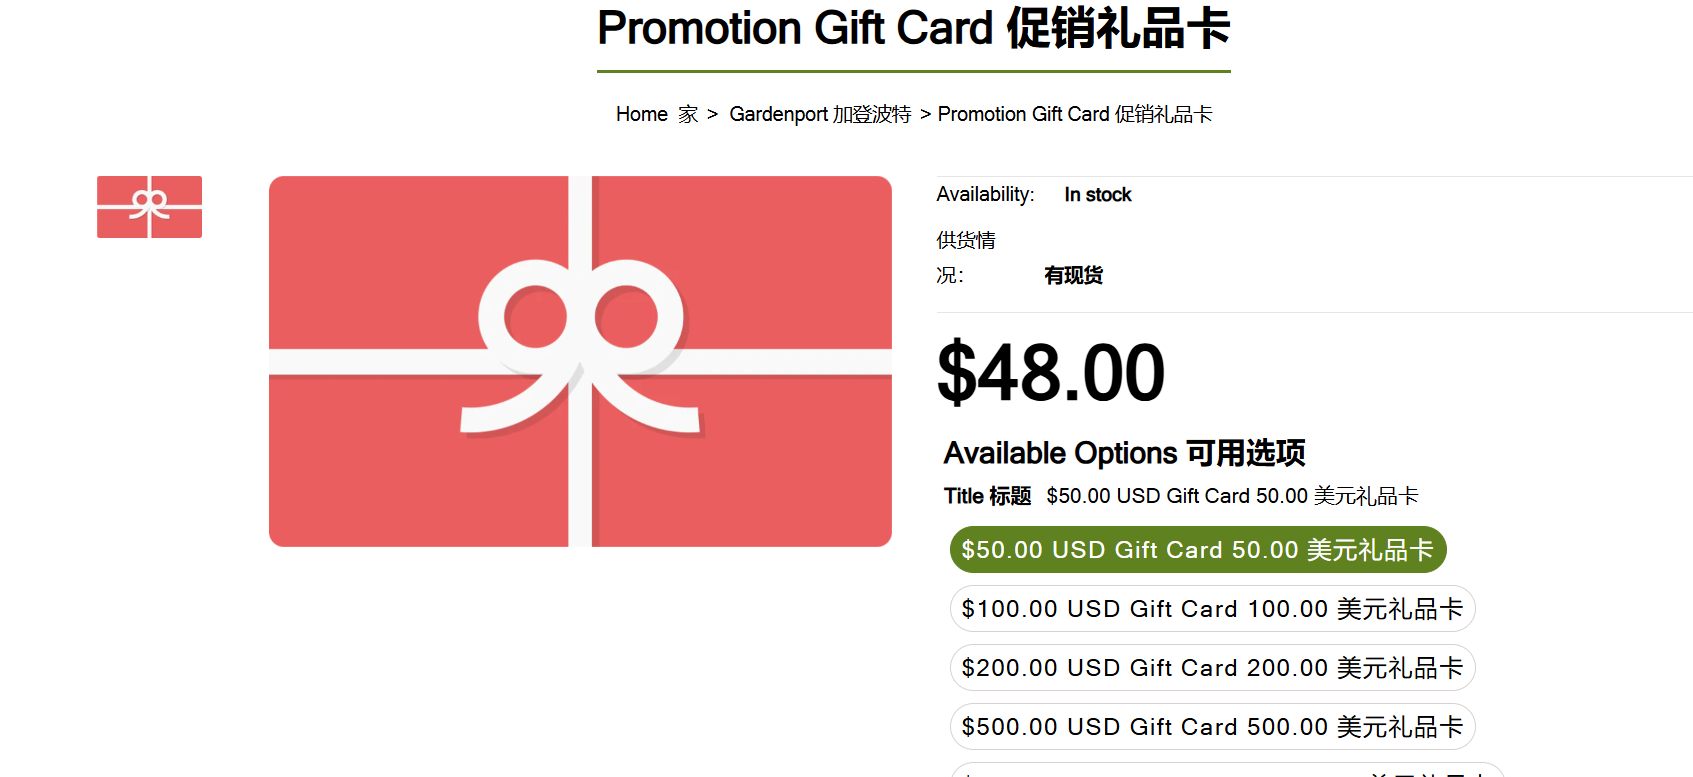 Promotion Gift Card 促销礼品卡
Home 家 > Gardenport 加登波特 > Promotion Gift Card 促销礼品卡
Availability: In stock
供货情
况： 有现货
$48.00
Available Options 可用选项
Title 标题 $50.00 USD Gift Card 50.00 美元礼品卡
$50.00 USD Gift Card 50.00 美元礼品卡
$100.00 USD Gift Card 100.00 美元礼品卡
$200.00 USD Gift Card 200.00 美元礼品卡
$500.00 USD Gift Card 500.00 美元礼品卡